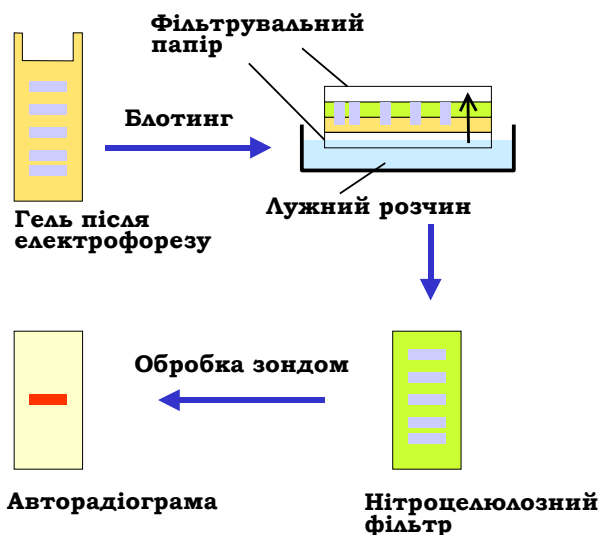 Фільтрувальний
папір
Блотинг
Гель після
електрофорезу
Лужний розчин
Обробка зондом
Авторадіограма
Нітроцелюлозний
фільтр